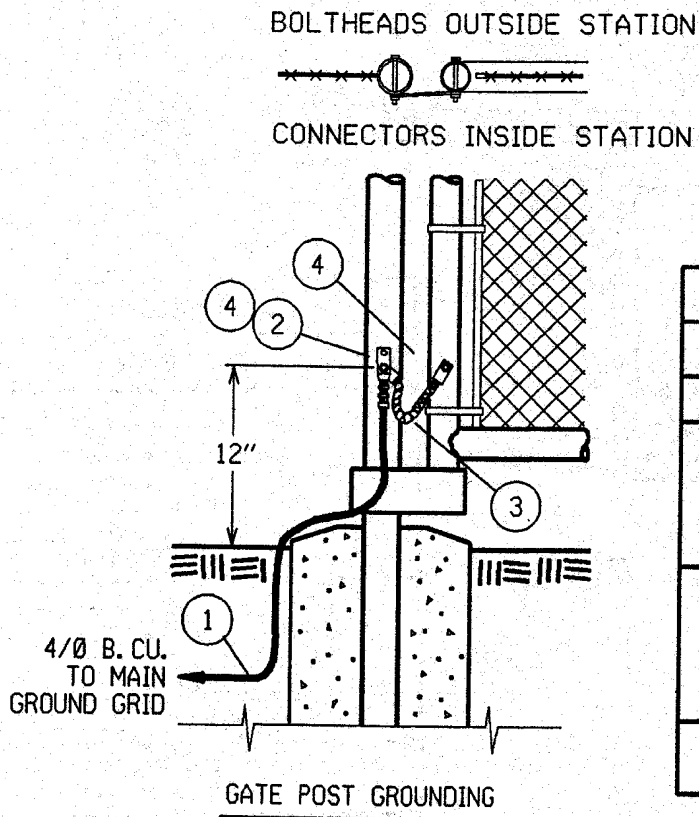 BOLTHEADS OUTSIDE STATION
CONNECTORS INSIDE STATION
4
4
2
12"
3
1
4/0 B. CU.
TO MAIN
GROUND GRID
GATE POST GROUNDING